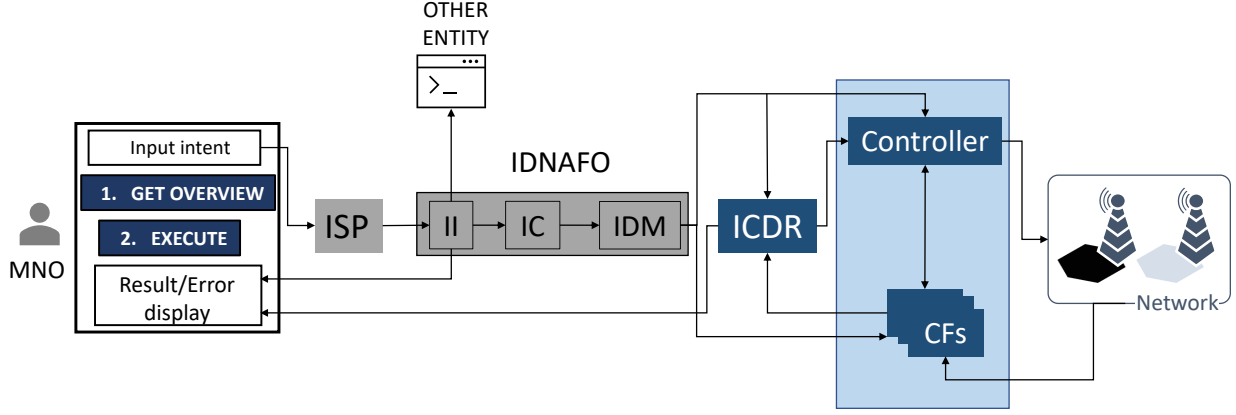 OTHER
ENTITY
>_
Input intent
1. GET OVERVIEW
2. EXECUTE
Result/Error
display
MNO
ISP
IDNAFO
II
IC
IDM
ICDR
Controller
CFs
Network